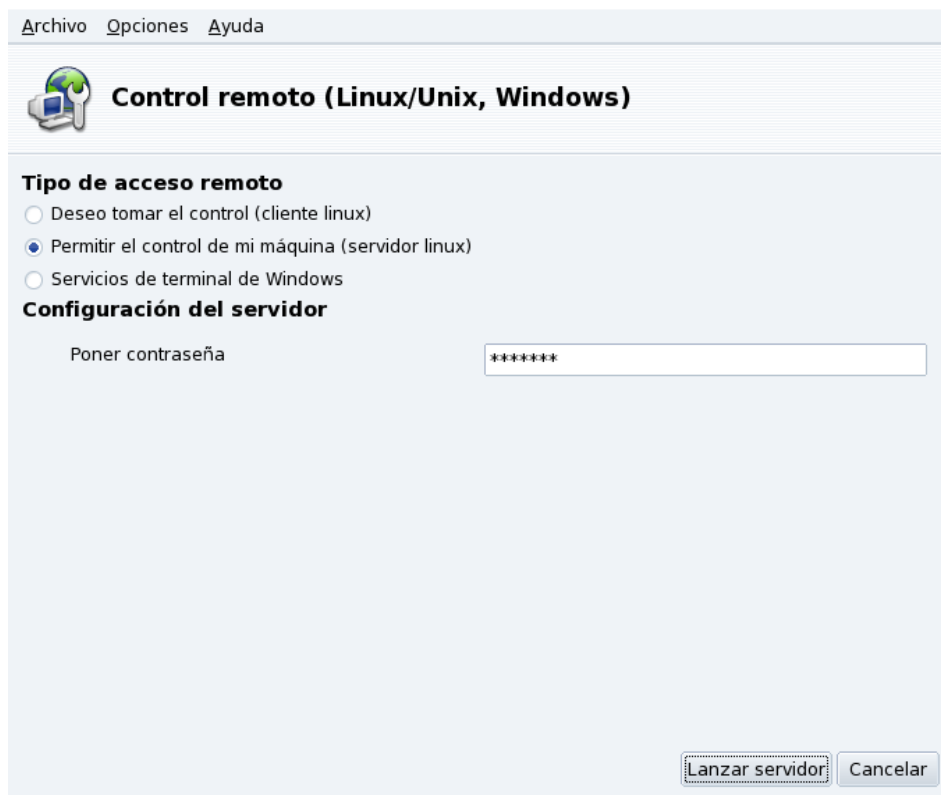 Archivo Opciones Ayuda
Control remoto (Linux/Unix, Windows)
Tipo de acceso remoto
Deseo tomar el control (cliente linux)
Permitir el control de mi máquina (servidor linux)
Servicios de terminal de Windows
Configuración del servidor
Poner contraseña *******
Lanzar servidor Cancelar